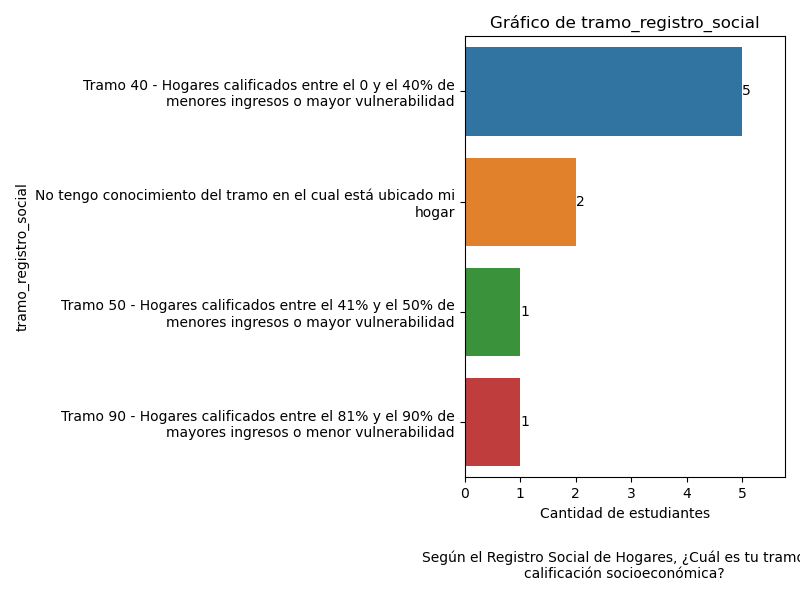 Gráfico de tramo_registro_social
Tramo 40 - Hogares calificados entre el 0 y el 40% de
menores ingresos o mayor vulnerabilidad
5
No tengo conocimiento del tramo en el cual está ubicado mi
hogar
2
Tramo 50 - Hogares calificados entre el 41% y el 50% de
menores ingresos o mayor vulnerabilidad
1
Tramo 90 - Hogares calificados entre el 81% y el 90% de
mayores ingresos o menor vulnerabilidad
1
tramo_registro_social
0 1 2 3 4 5
Cantidad de estudiantes
Según el Registro Social de Hogares, ¿Cuál es tu tramo
calificación socioeconómica?